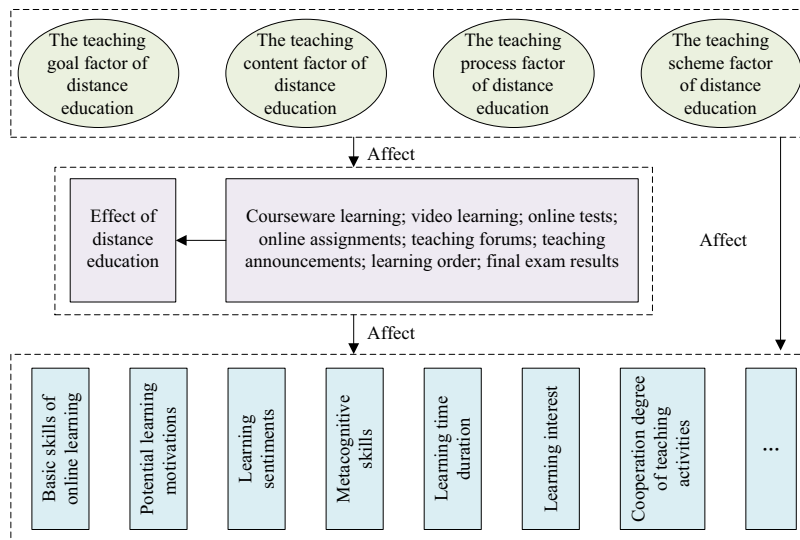 The teaching
goal factor of
distance
education
The teaching
content factor of
distance
education
The teaching
process factor
of distance
education
The teaching
scheme factor
of distance
education
Affect
Effect of
distance
education
Courseware learning; video learning; online tests;
online assignments; teaching forums; teaching
announcements; learning order; final exam results
Affect
Affect
Basic skills of
online learning
Potential learning
motivations
Learning
sentiments
Metacognitive
skills
Learning time
duration
Learning interest
Cooperation degree
of teaching
activities
...